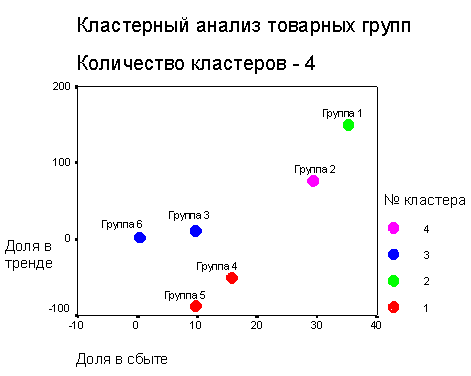 Кластерный анализ товарных групп
Количество кластеров - 4
200
Группа 1
100
Группа 2
№ кластера
Группа 3
Группа 6
4
Доля в
тренде
0
3
Группа 4
2
Группа 5
1
-100
-10
0
10
20
30
40
Доля в сбыте